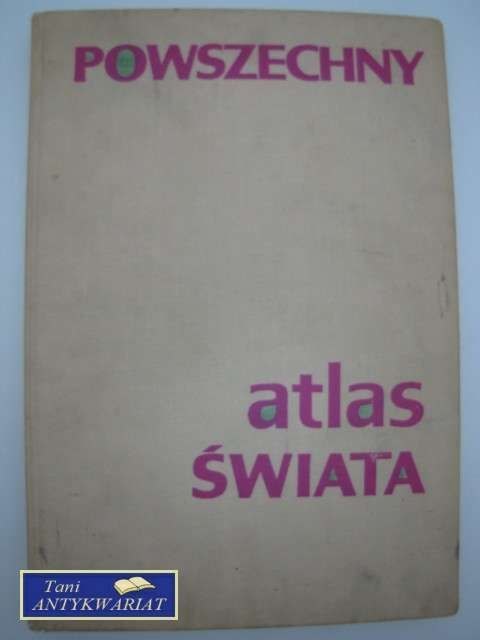 POWSZECHNY
atlas
ŚWIATA
Tani
ANTYKWARIAT